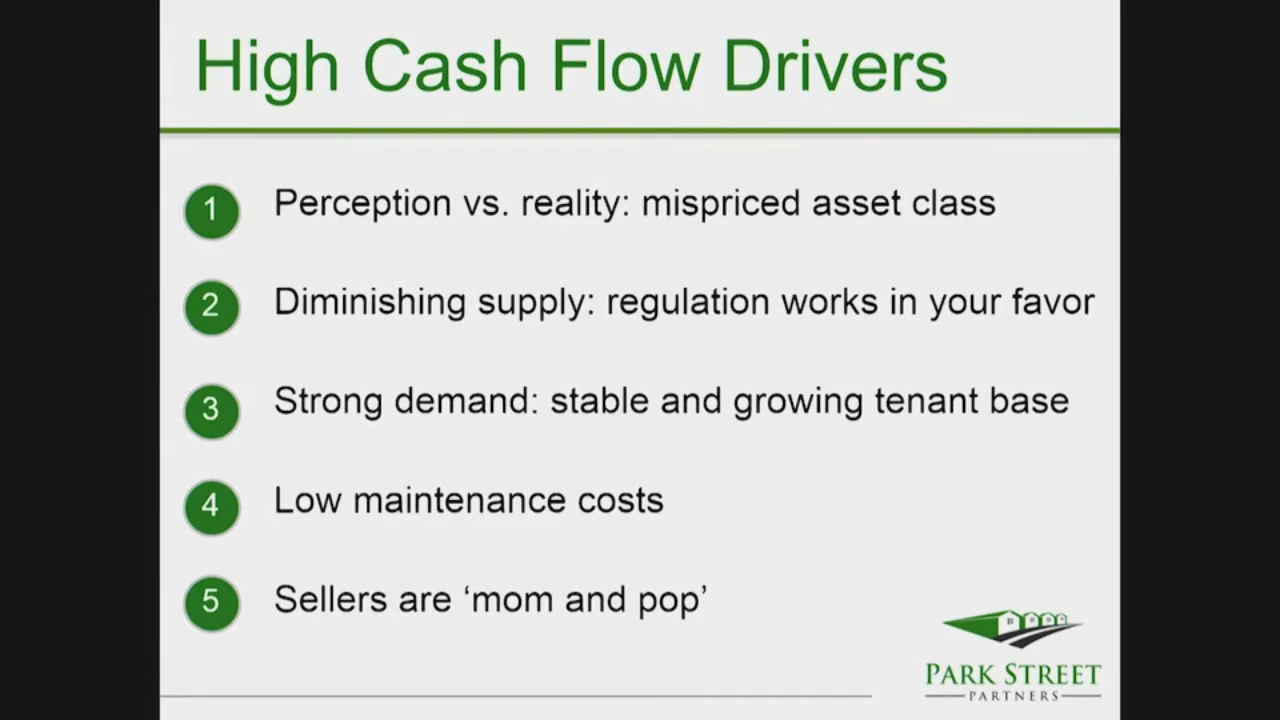 High Cash Flow Drivers
1 Perception vs. reality: mispriced asset class
2 Diminishing supply: regulation works in your favor
3 Strong demand: stable and growing tenant base
4 Low maintenance costs
5 Sellers are ‘mom and pop’
PARK STREET
PARTNERS